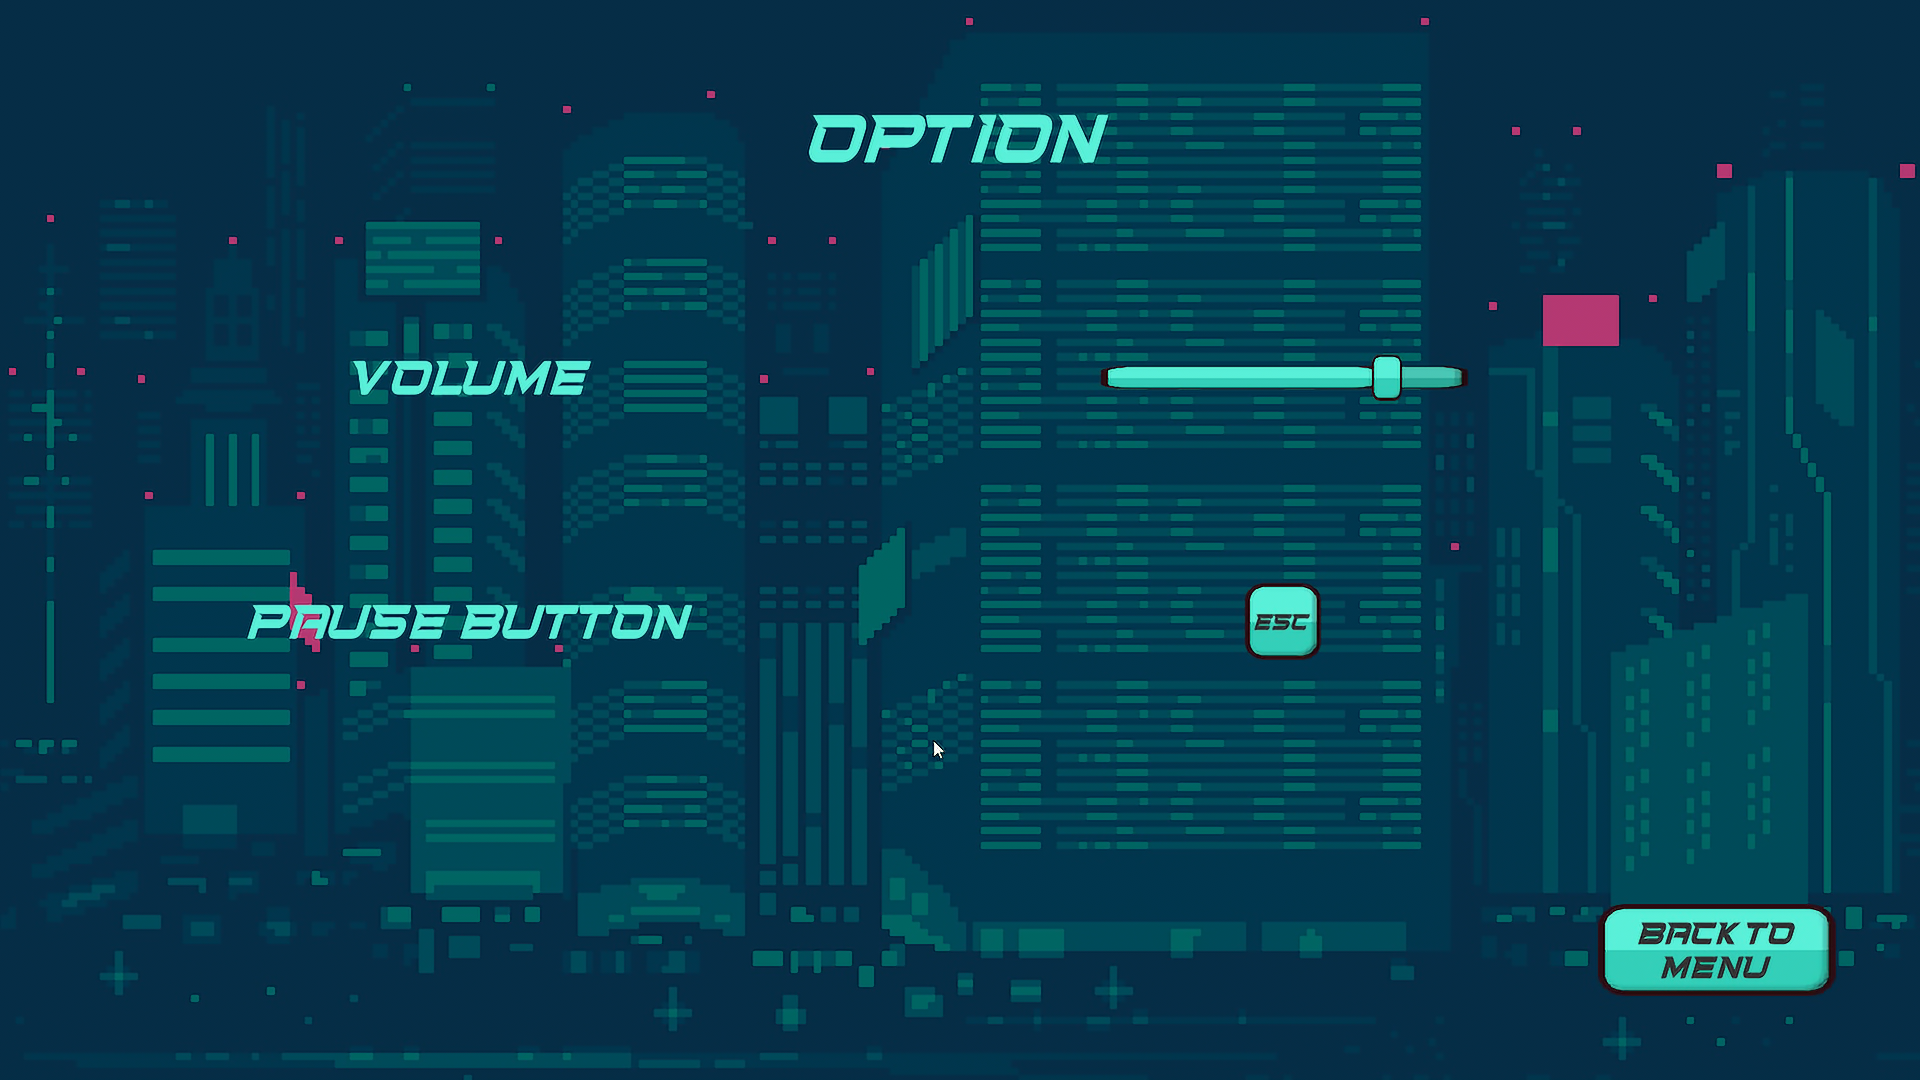 OPTION
VOLUME
PAUSE BUTTON
ESC
BACK TO
MENU